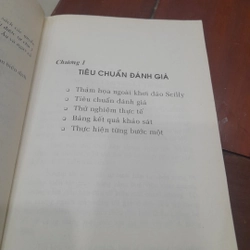 Chương 1
TIÊU CHUẨN ĐÁNH GIÁ
Thảm họa ngoài khơi đảo Scilly
Tiêu chuẩn đánh giá
Thử nghiệm thực tế
Bảng kết quả khảo sát
Thực hiện từng bước một